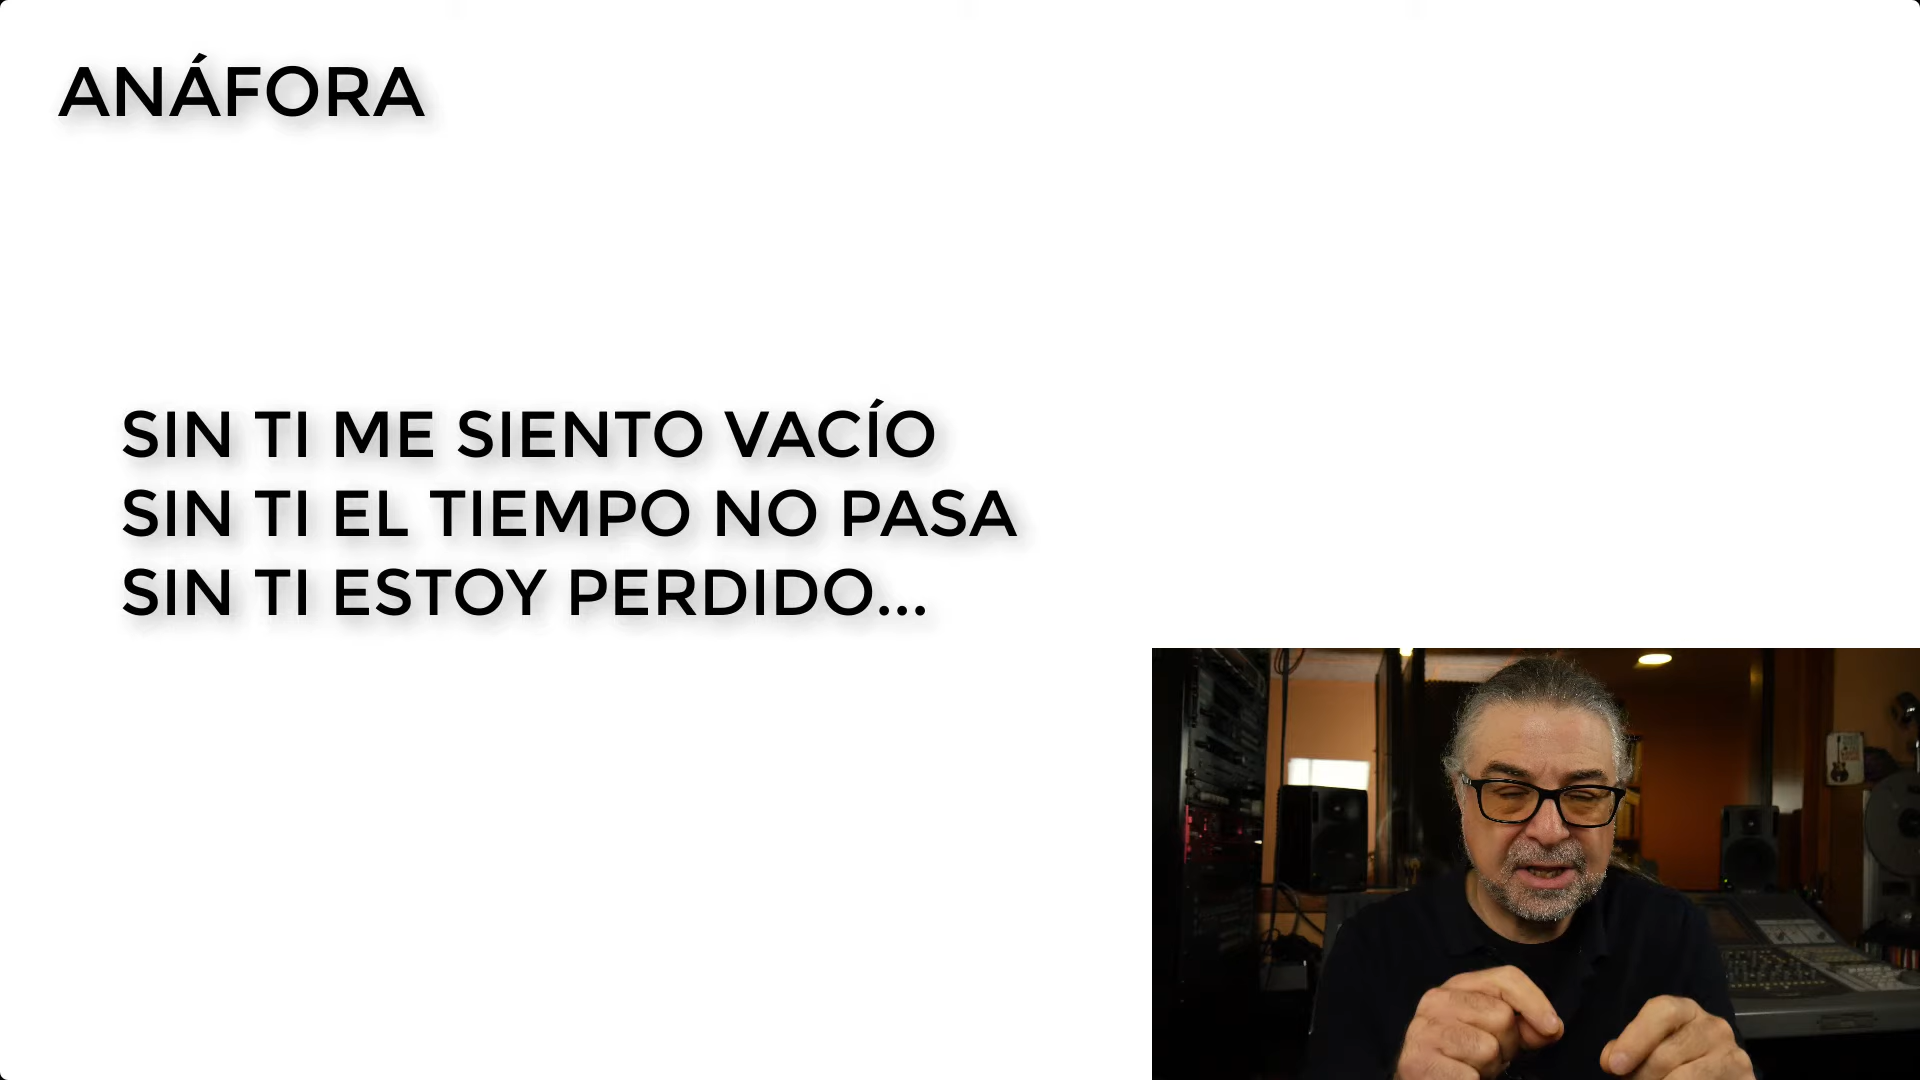 ANÁFORA
SIN TI ME SIENTO VACÍO
SIN TI EL TIEMPO NO PASA
SIN TI ESTOY PERDIDO...